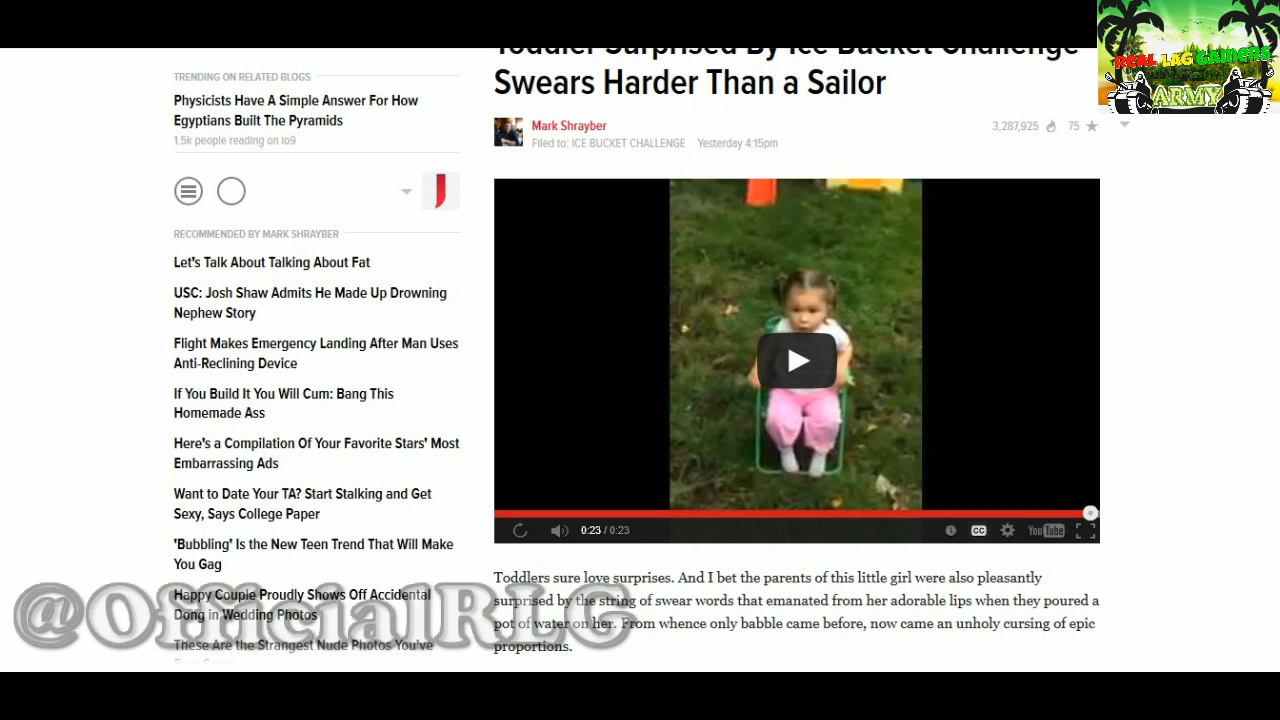 REAL LAG GAMERS
ARMY
Toddler Surprised By Ice Bucket Challenge
Swears Harder Than a Sailor
Mark Shrayber
Filed to: ICE BUCKET CHALLENGE Yesterday 4:15pm
3,287,925 75
TRENDING ON RELATED BLOGS
Physicists Have A Simple Answer For How
Egyptians Built The Pyramids
1.5k people reading on io9
J
RECOMMENDED BY MARK SHRAYBER
Let's Talk About Talking About Fat
USC: Josh Shaw Admits He Made Up Drowning
Nephew Story
Flight Makes Emergency Landing After Man Uses
Anti-Reclining Device
If You Build It You Will Cum: Bang This
Homemade Ass
Here's a Compilation Of Your Favorite Stars' Most
Embarrassing Ads
Want to Date Your TA? Start Stalking and Get
Sexy, Says College Paper
'Bubbling' Is the New Teen Trend That Will Make
You Gag
Happy Couple Proudly Shows Off Accidental
Dong in Wedding Photos
These Are the Strangest Nude Photos You've
0:23 / 0:23
CC
YouTube
Toddlers sure love surprises. And I bet the parents of this little girl were also pleasantly
surprised by the string of swear words that emanated from her adorable lips when they poured a
pot of water on her. From whence only babble came before, now came an unholy cursing of epic
proportions.
@OfficialRLG